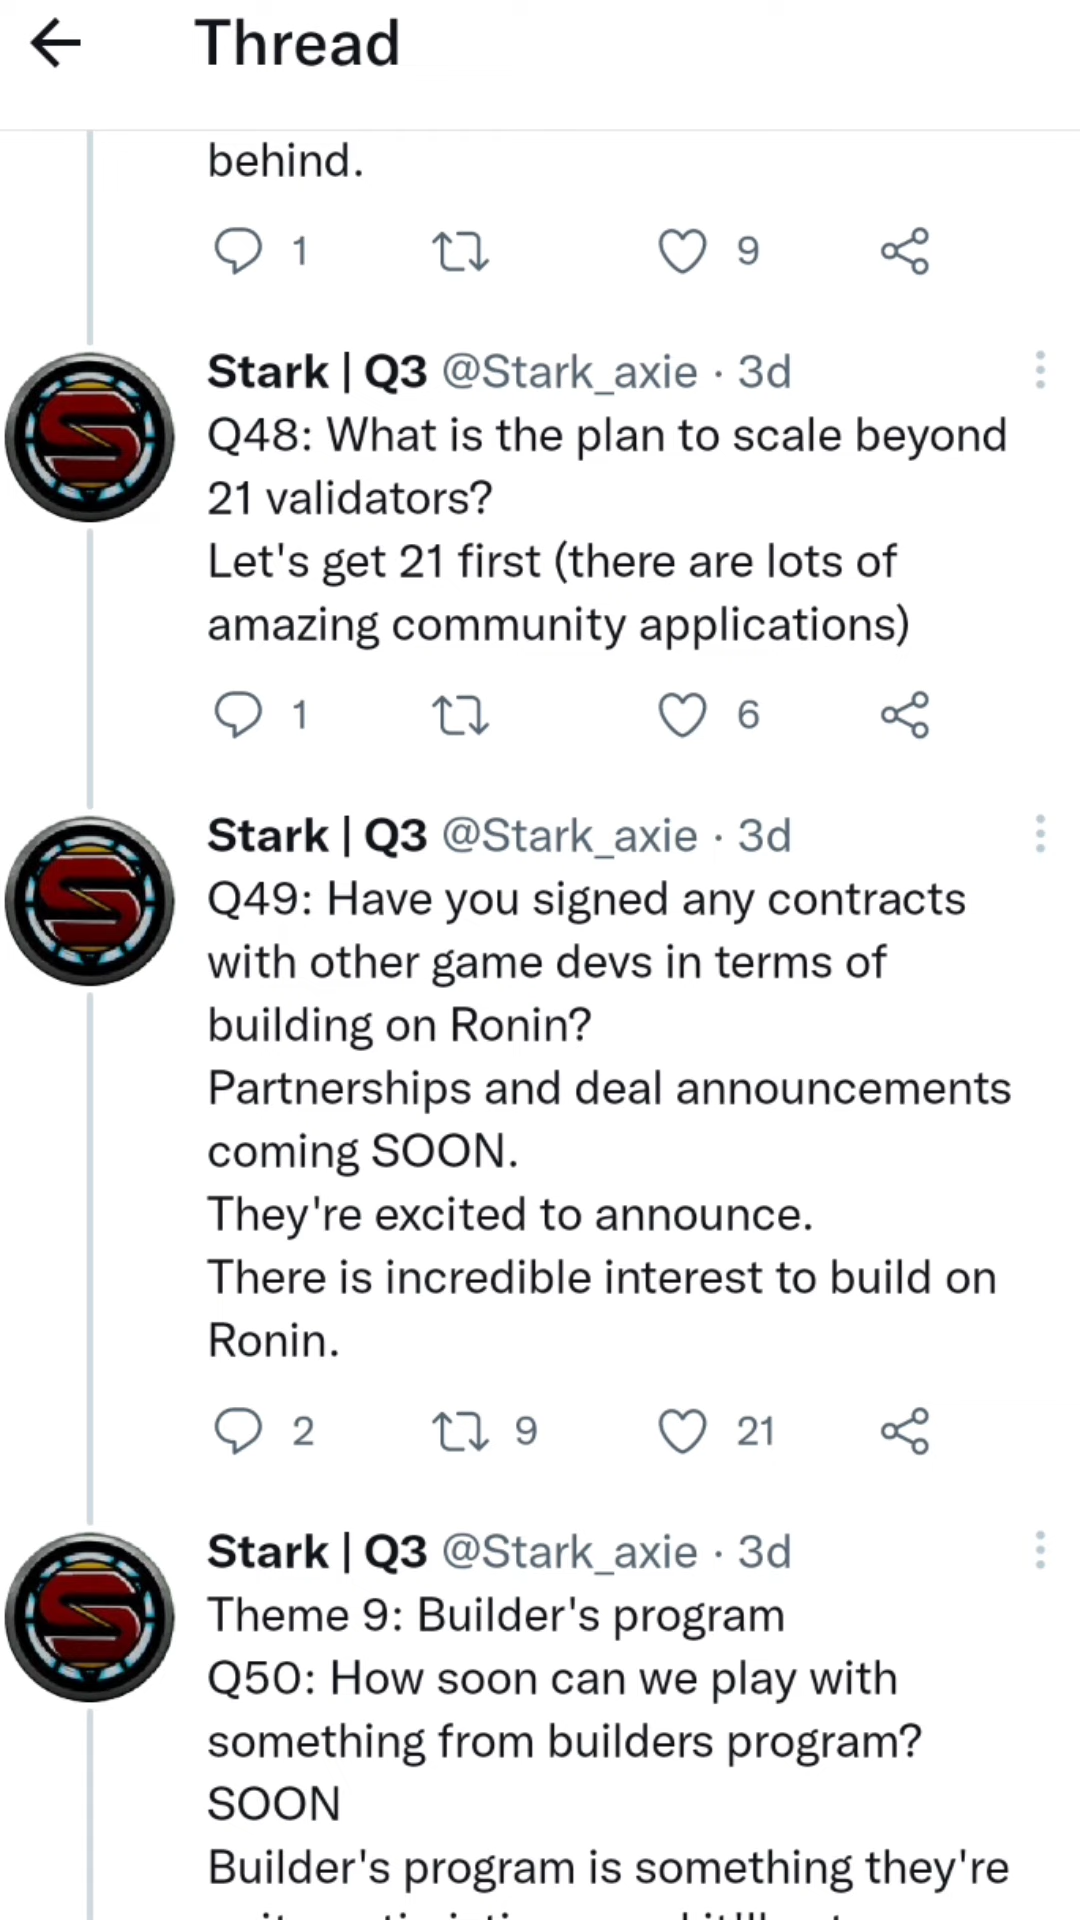 Thread
behind.
1
9
Stark | Q3 @Stark_axie · 3d
Q48: What is the plan to scale beyond
21 validators?
Let's get 21 first (there are lots of
amazing community applications)
1
6
Stark | Q3 @Stark_axie · 3d
Q49: Have you signed any contracts
with other game devs in terms of
building on Ronin?
Partnerships and deal announcements
coming SOON.
They're excited to announce.
There is incredible interest to build on
Ronin.
2
9
21
Stark | Q3 @Stark_axie · 3d
Theme 9: Builder's program
Q50: How soon can we play with
something from builders program?
SOON
Builder's program is something they're